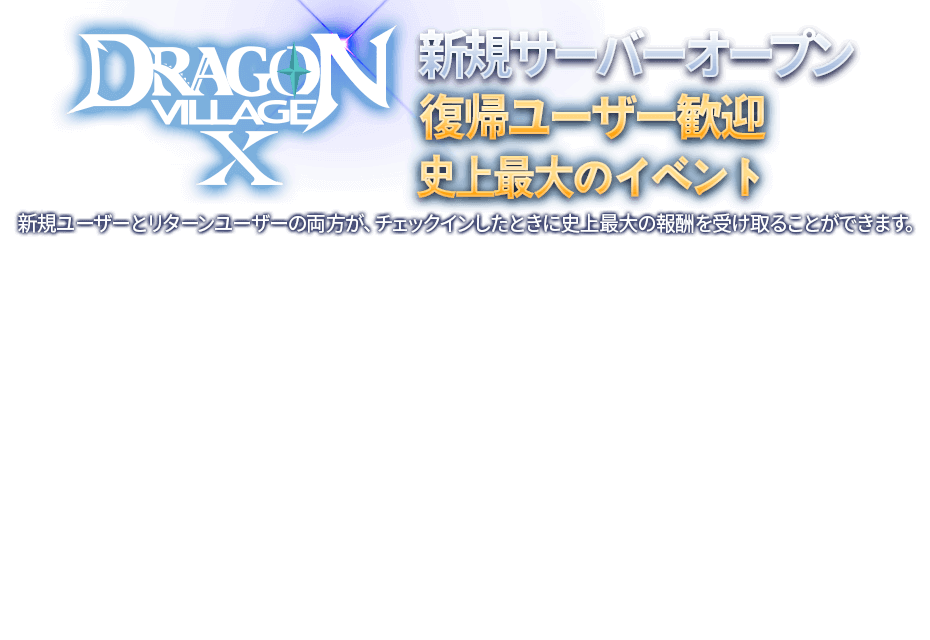 DRAGON
VILLAGE
X
新規サーバーオープン
復帰ユーザー歓迎
史上最大のイベント
新規ユーザーとリターンユーザーの両方が、チェックインしたときに史上最大の報酬を受け取ることができます。